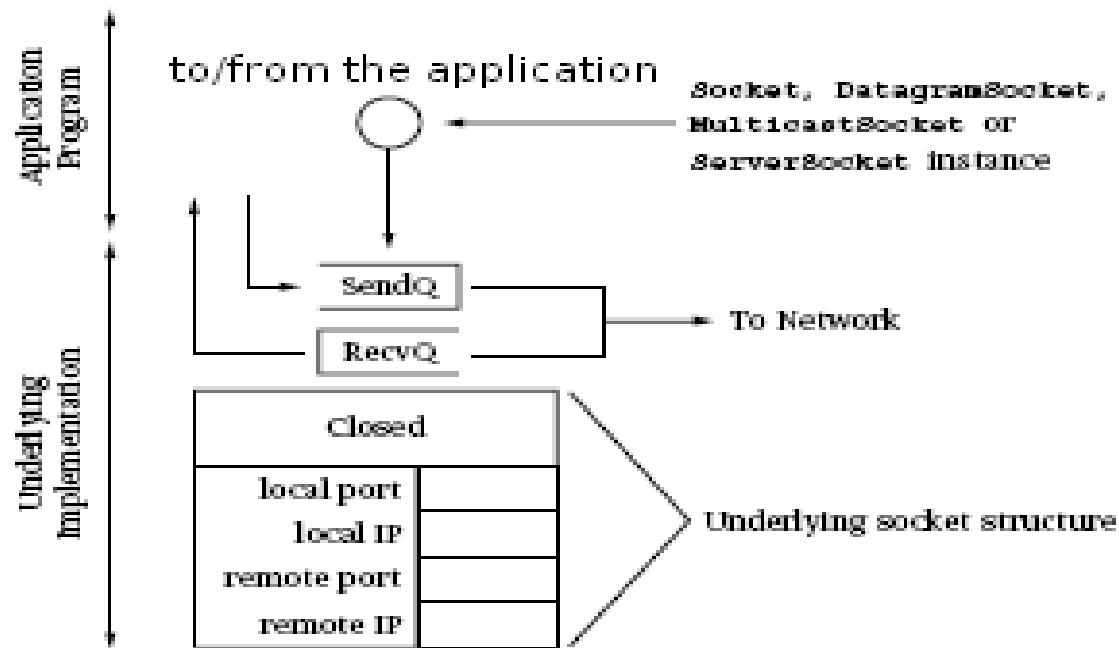 Application
Program
to/from the application
Socket, DatagramSocket,
MulticastSocket or
ServerSocket instance
Underlying
Implementation
SendQ
RecvQ
To Network
Closed
local port
local IP
remote port
remote IP
Underlying socket structure